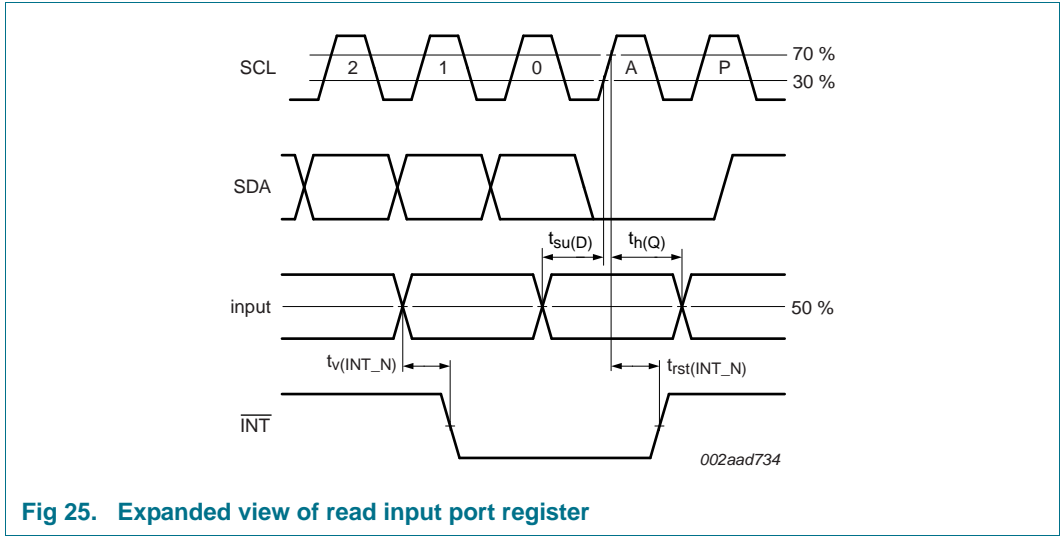 SCL 2 1 0 A P 70 %
30 %
SDA
tsu(D) th(Q)
input 50 %
tv(INT_N) trst(INT_N)
INT
002aad734
Fig 25. Expanded view of read input port register